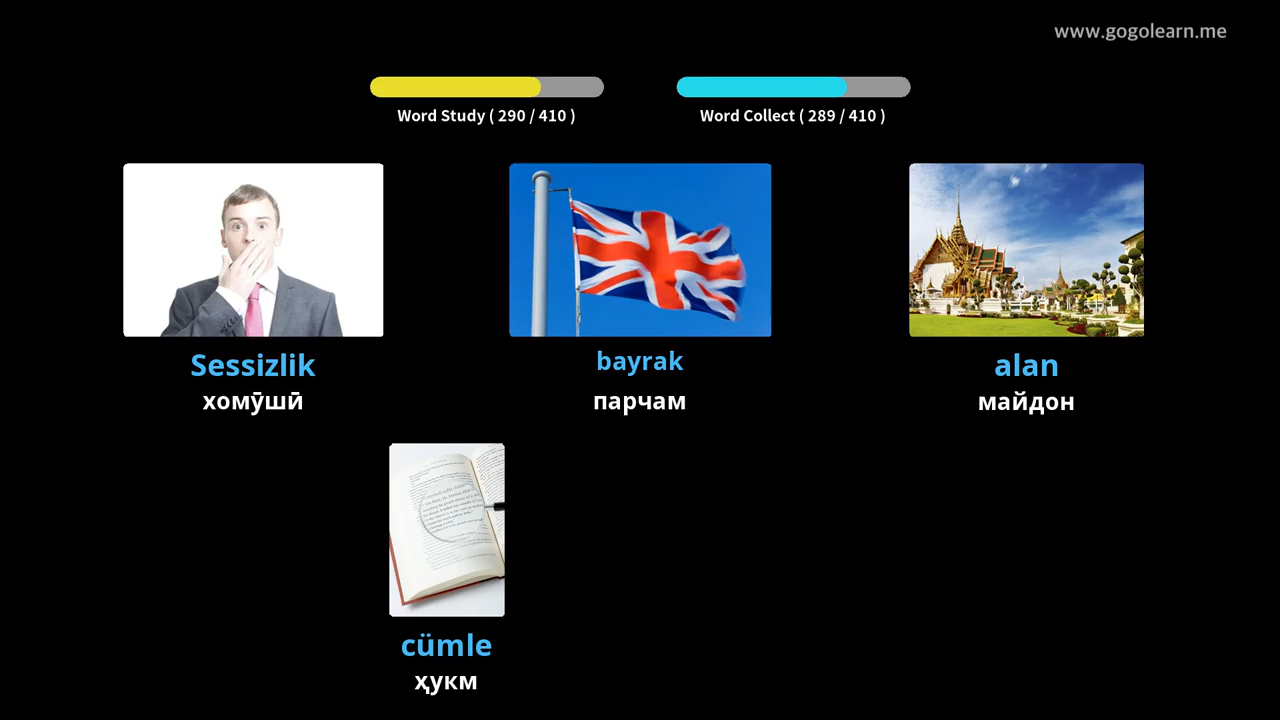 www.gogolearn.me
Word Study ( 290 / 410 )
Word Collect ( 289 / 410 )
Sessizlik
хомӯшӣ
bayrak
парчам
alan
майдон
cümle
ҳукм